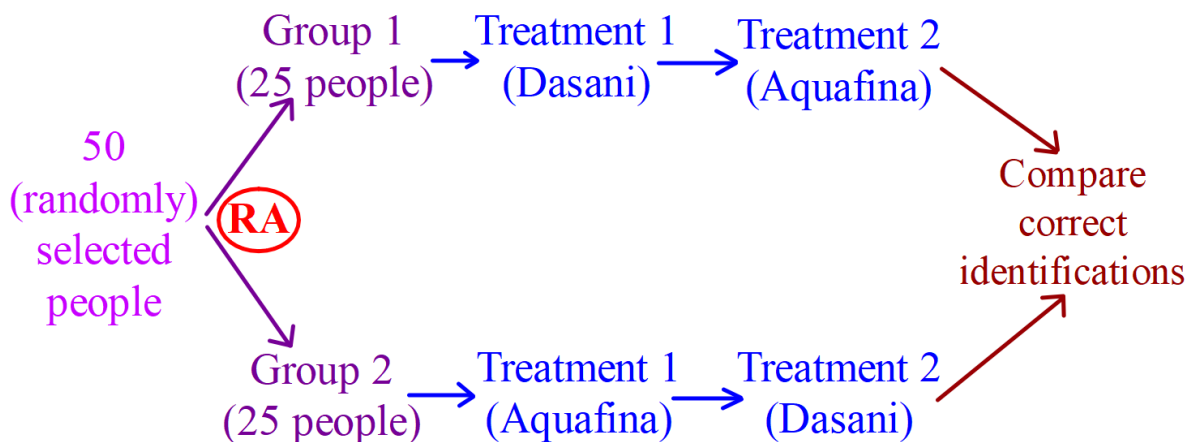 Group 1
(25 people)
Treatment 1
(Dasani)
Treatment 2
(Aquafina)
50
(randomly)
selected
people
RA
Compare
correct
identifications
Group 2
(25 people)
Treatment 1
(Aquafina)
Treatment 2
(Dasani)